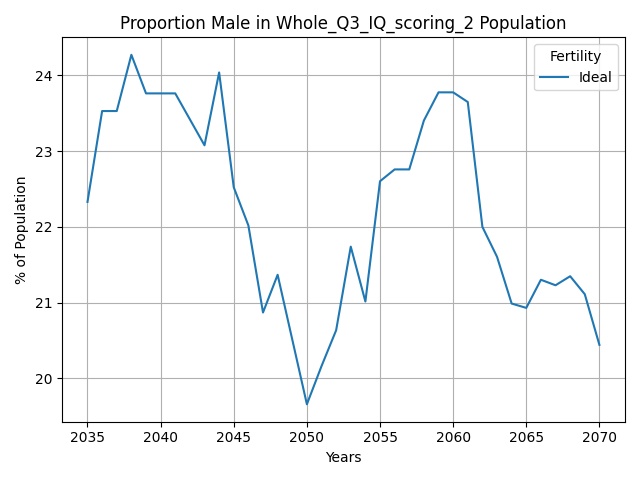 Proportion Male in Whole_Q3_IQ_scoring_2 Population
Fertility
Ideal
24
23
22
21
20
% of Population
2035
2040
2045
2050
2055
2060
2065
2070
Years